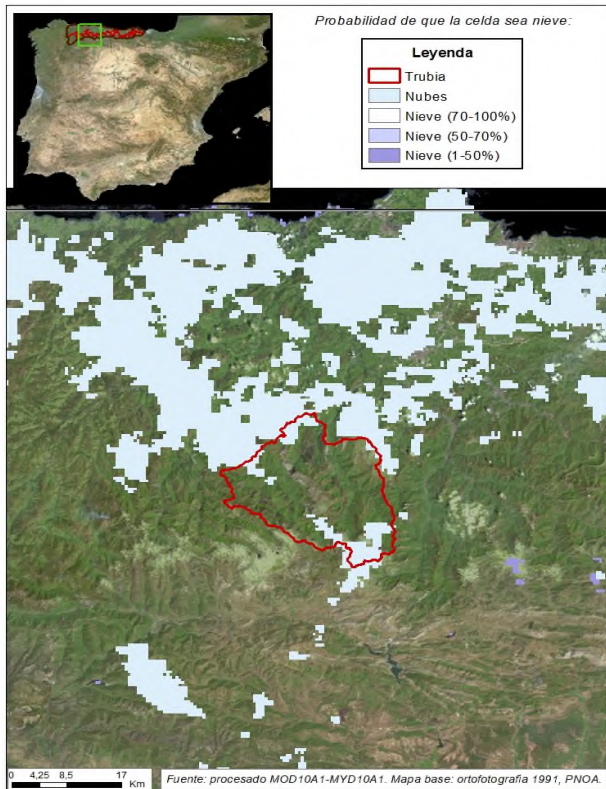 Probabilidad de que la celda sea nieve:
Leyenda
Trubia
Nubes
Nieve (70-100%)
Nieve (50-70%)
Nieve (1-50%)
0 4,25 8,5 17
Km
Fuente: procesado MOD10A1-MYD10A1. Mapa base: ortofotografia 1991, PNOA.